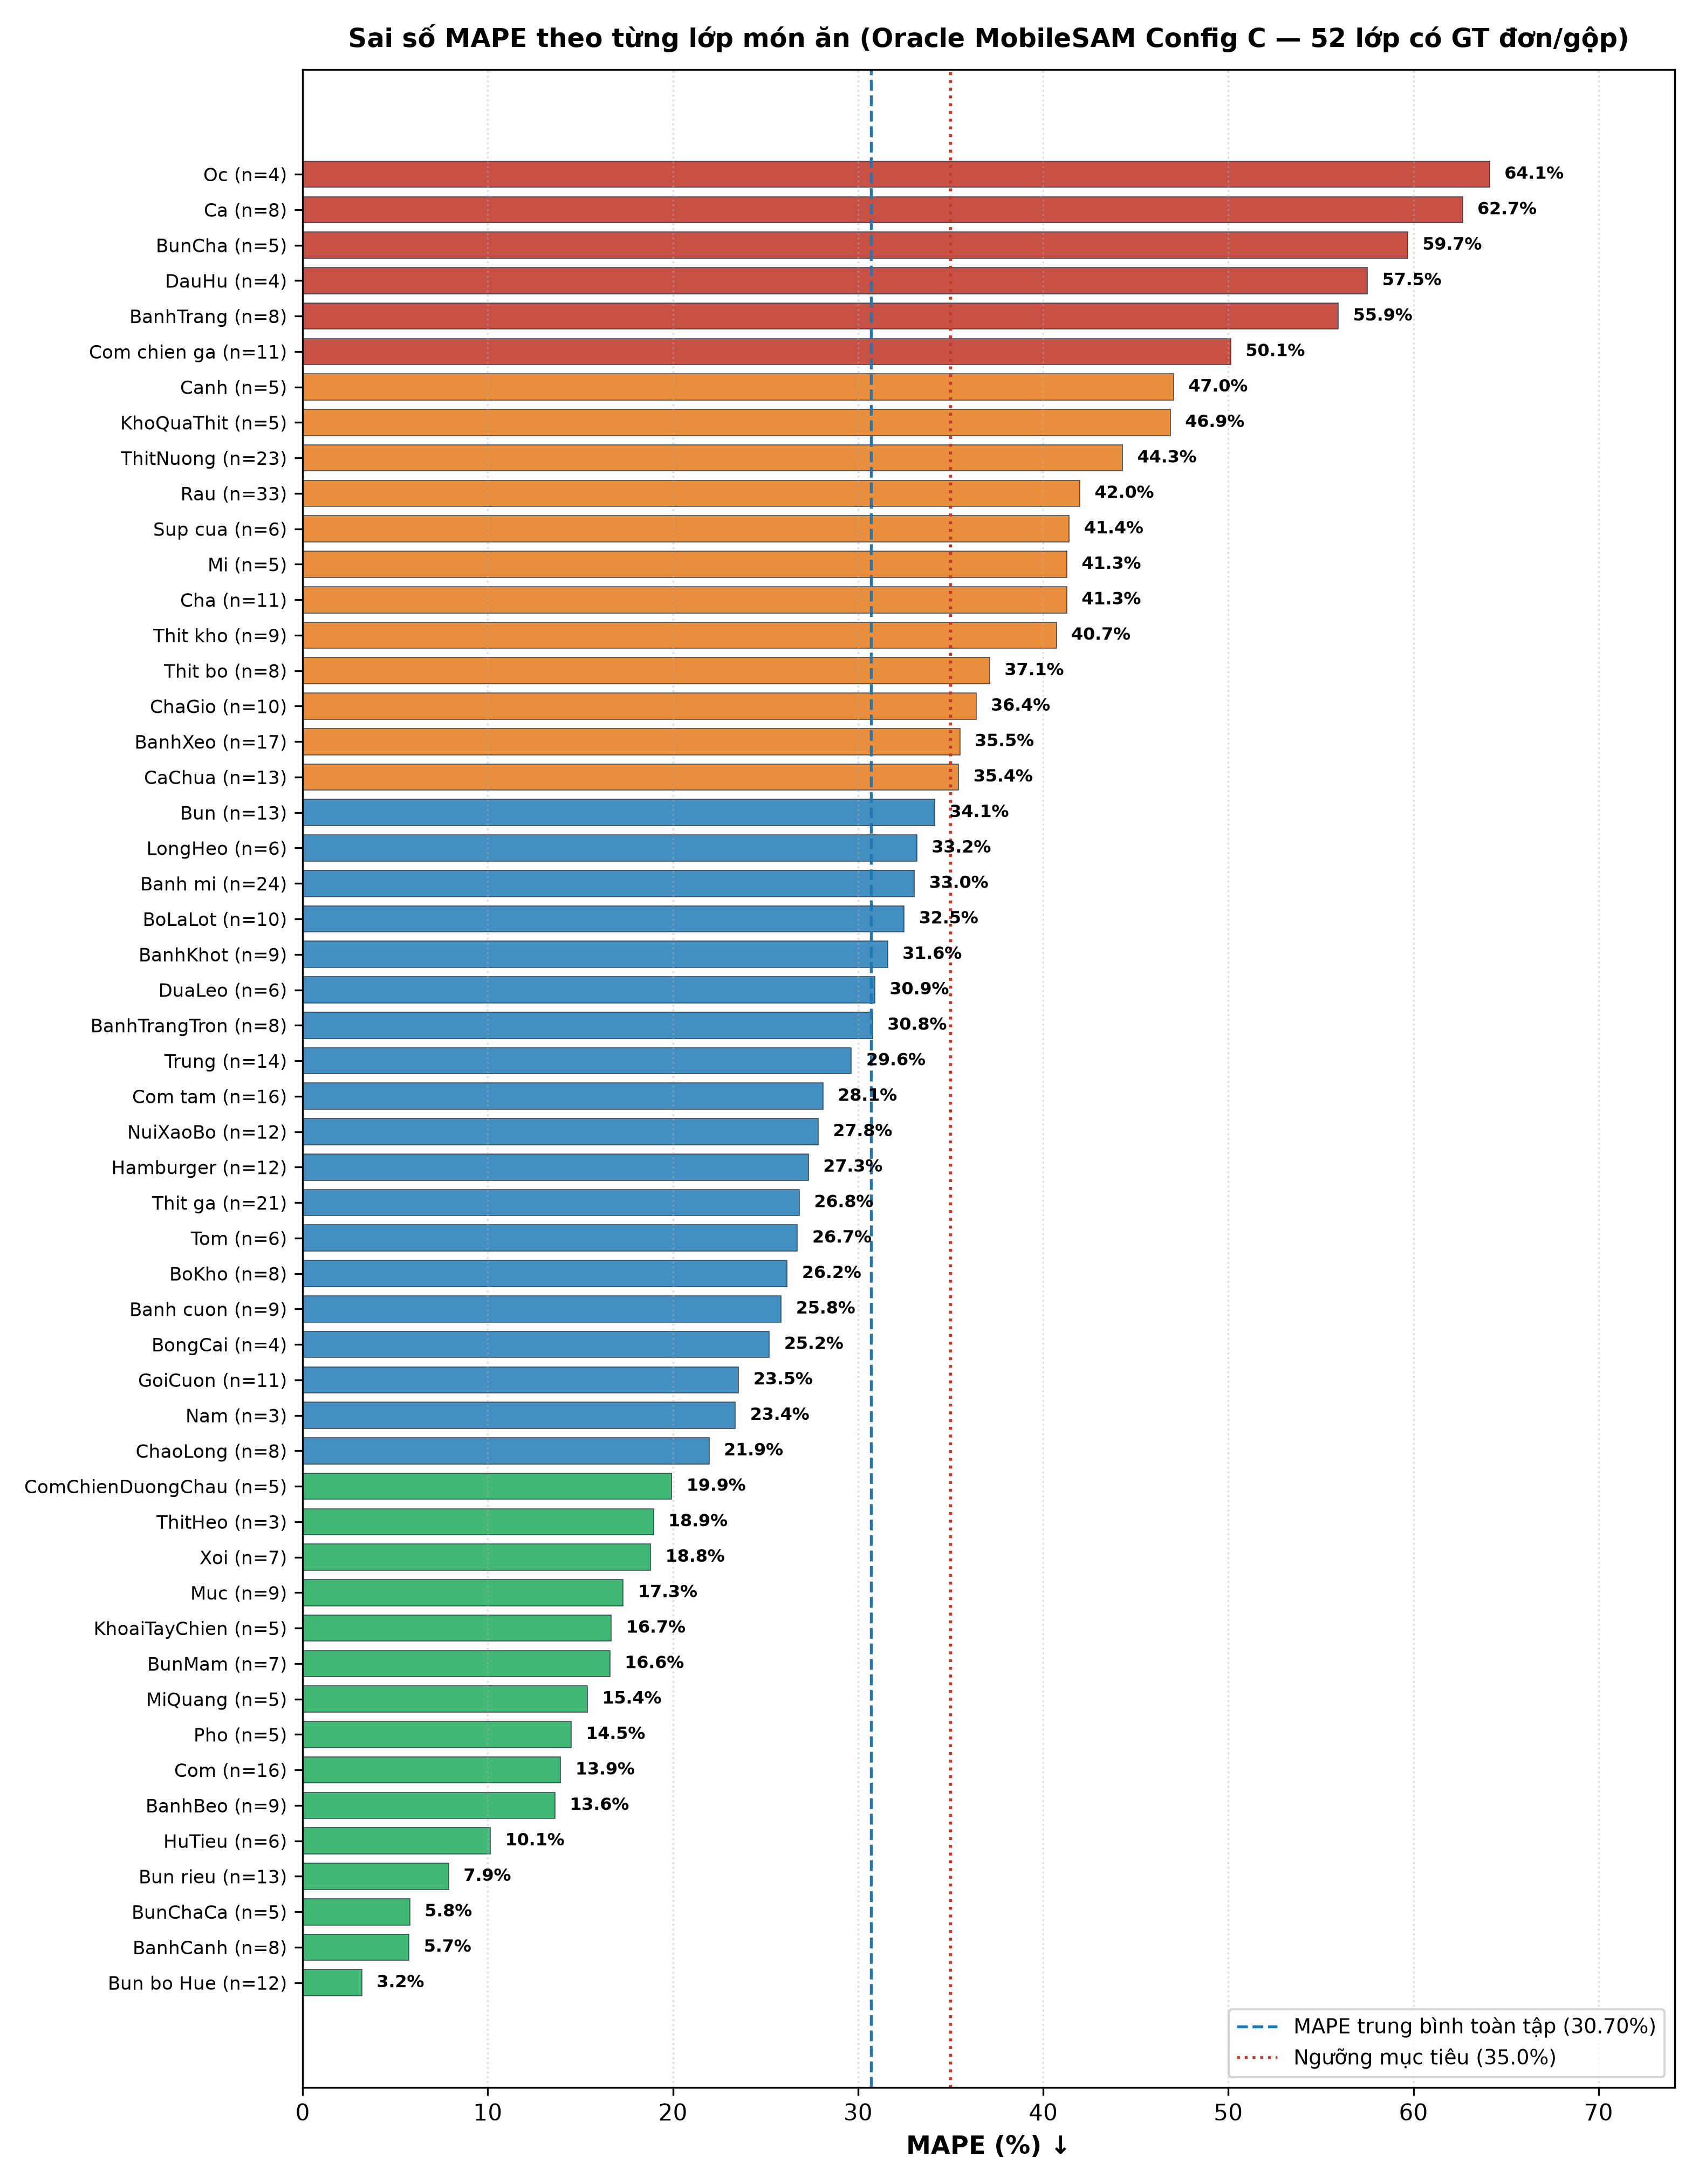 Sai số MAPE theo từng lớp món ăn (Oracle MobileSAM Config C — 52 lớp có GT đơn/gộp)
Oc (n=4) 64.1%
Ca (n=8) 62.7%
BunCha (n=5) 59.7%
DauHu (n=4) 57.5%
BanhTrang (n=8) 55.9%
Com chien ga (n=11) 50.1%
Canh (n=5) 47.0%
KhoQuaThit (n=5) 46.9%
ThitNuong (n=23) 44.3%
Rau (n=33) 42.0%
Sup cua (n=6) 41.4%
Mi (n=5) 41.3%
Cha (n=11) 41.3%
Thit kho (n=9) 40.7%
Thit bo (n=8) 37.1%
ChaGio (n=10) 36.4%
BanhXeo (n=17) 35.5%
CaChua (n=13) 35.4%
Bun (n=13) 34.1%
LongHeo (n=6) 33.2%
Banh mi (n=24) 33.0%
BoLaLot (n=10) 32.5%
BanhKhot (n=9) 31.6%
DuaLeo (n=6) 30.9%
BanhTrangTron (n=8) 30.8%
Trung (n=14) 29.6%
Com tam (n=16) 28.1%
NuiXaoBo (n=12) 27.8%
Hamburger (n=12) 27.3%
Thit ga (n=21) 26.8%
Tom (n=6) 26.7%
BoKho (n=8) 26.2%
Banh cuon (n=9) 25.8%
BongCai (n=4) 25.2%
GoiCuon (n=11) 23.5%
Nam (n=3) 23.4%
ChaoLong (n=8) 21.9%
ComChienDuongChau (n=5) 19.9%
ThitHeo (n=3) 18.9%
Xoi (n=7) 18.8%
Muc (n=9) 17.3%
KhoaiTayChien (n=5) 16.7%
BunMam (n=7) 16.6%
MiQuang (n=5) 15.4%
Pho (n=5) 14.5%
Com (n=16) 13.9%
BanhBeo (n=9) 13.6%
HuTieu (n=6) 10.1%
Bun rieu (n=13) 7.9%
BunChaCa (n=5) 5.8%
BanhCanh (n=8) 5.7%
Bun bo Hue (n=12) 3.2%
MAPE trung bình toàn tập (30.70%)
Ngưỡng mục tiêu (35.0%)
0 10 20 30 40 50 60 70
MAPE (%) ↓